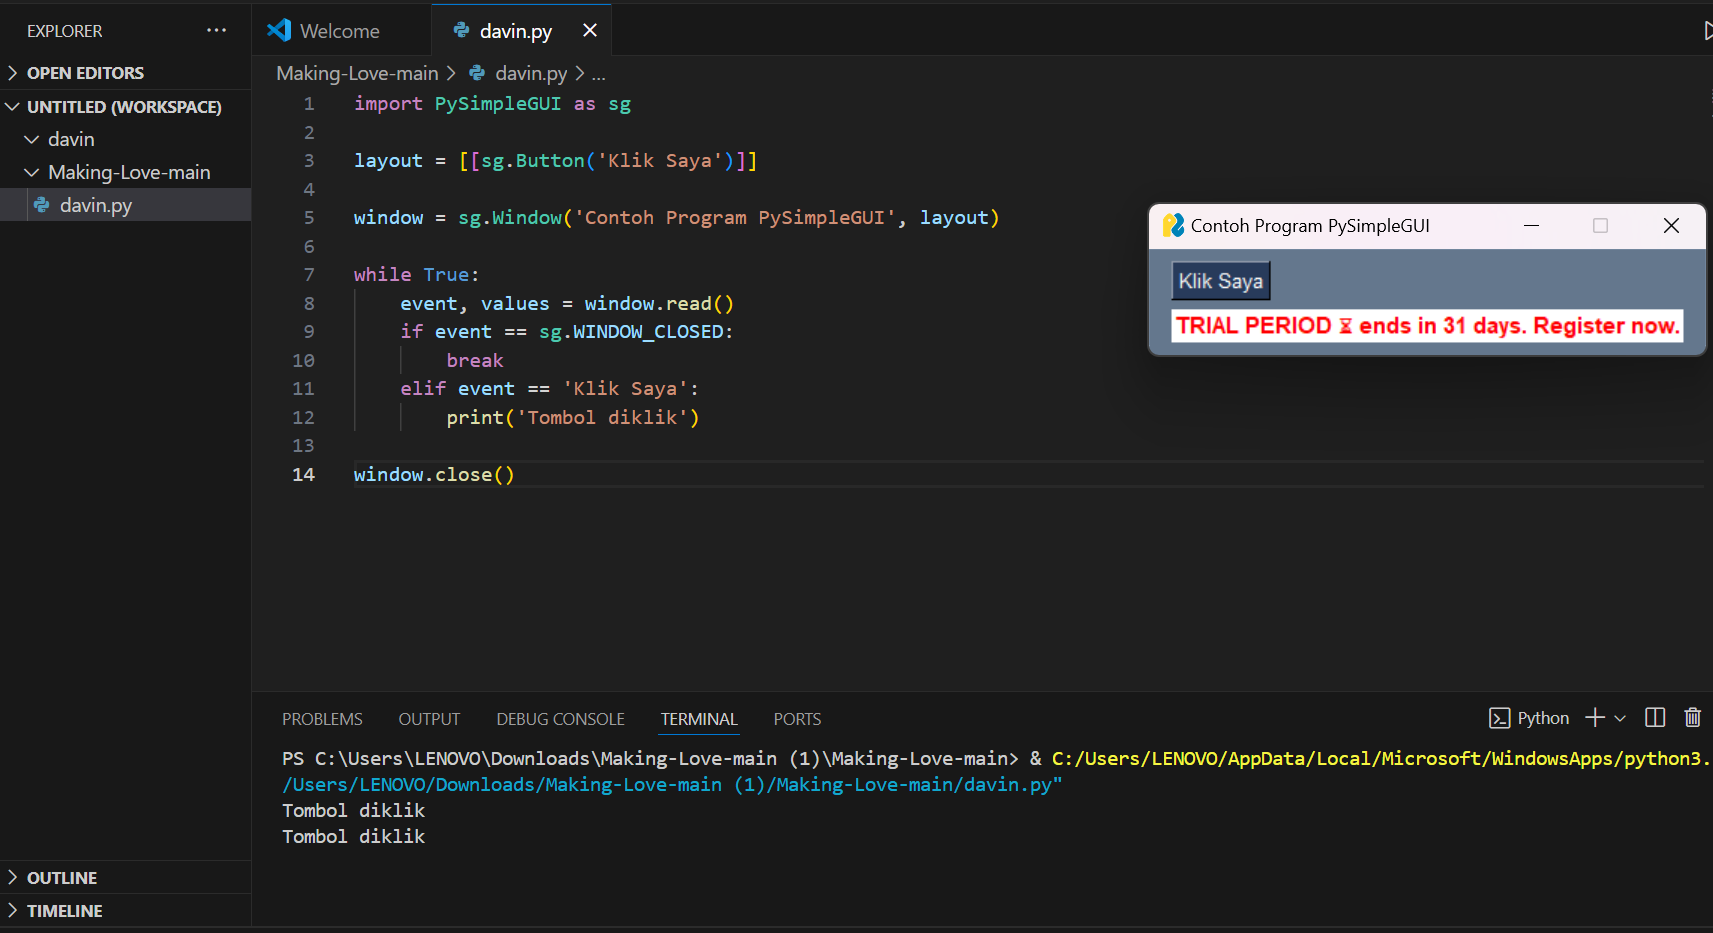 EXPLORER
Welcome
davin.py
OPEN EDITORS
UNTITLED (WORKSPACE)
davin
Making-Love-main
davin.py
Making-Love-main > davin.py > ...
1 import PySimpleGUI as sg
2
3 layout = [[sg.Button('Klik Saya')]]
4
5 window = sg.Window('Contoh Program PySimpleGUI', layout)
6
7 while True:
8 event, values = window.read()
9 if event == sg.WINDOW_CLOSED:
10 break
11 elif event == 'Klik Saya':
12 print('Tombol diklik')
13
14 window.close()
Contoh Program PySimpleGUI
Klik Saya
TRIAL PERIOD ⏳ ends in 31 days. Register now.
PROBLEMS OUTPUT DEBUG CONSOLE TERMINAL PORTS
Python
PS C:\Users\LENOVO\Downloads\Making-Love-main (1)\Making-Love-main> & C:/Users/LENOVO/AppData/Local/Microsoft/WindowsApps/python3.
/Users/LENOVO/Downloads/Making-Love-main (1)/Making-Love-main/davin.py"
Tombol diklik
Tombol diklik
OUTLINE
TIMELINE